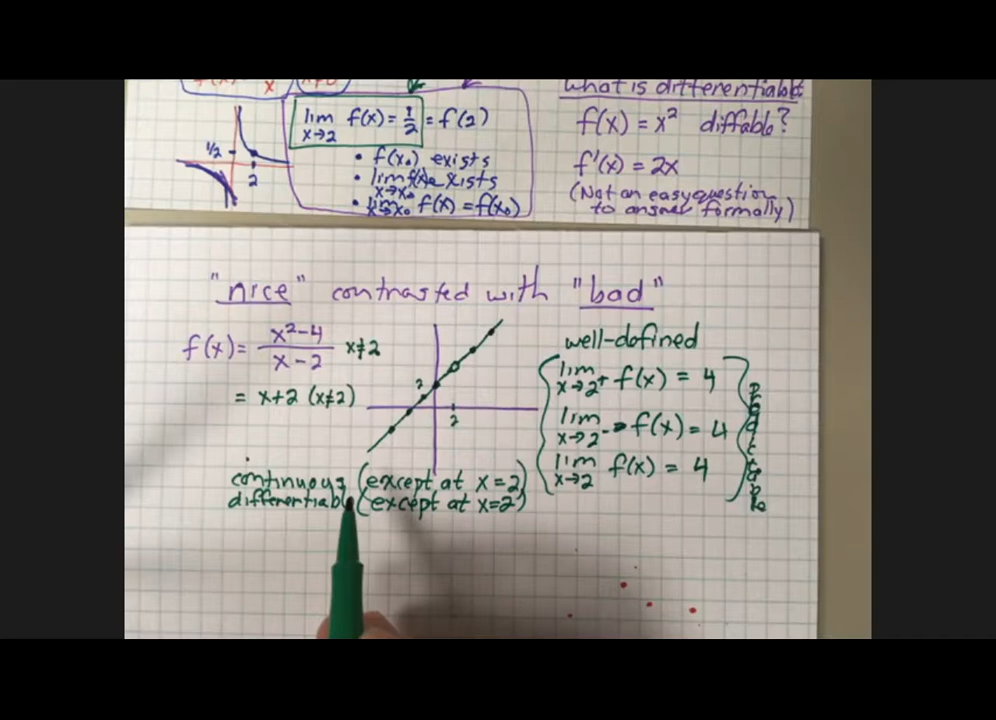 x x≠0
lim f(x) = 1/2 = f(2)
x→2
1/2
2
• f(x₀) exists
• lim f(x) exists
x→x₀
• lim f(x) = f(x₀)
x→x₀
What is differentiable
f(x) = x² diffable?
f'(x) = 2x
(Not an easy question
to answer formally)
"nice" contrasted with "bad"
f(x) = x²-4 / x-2 x≠2
= x+2 (x≠2)
2
2
well-defined
lim f(x) = 4
x→2⁺
lim f(x) = 4
x→2⁻
lim f(x) = 4
x→2
predictable
continuous (except at x=2)
differentiable (except at x=2)